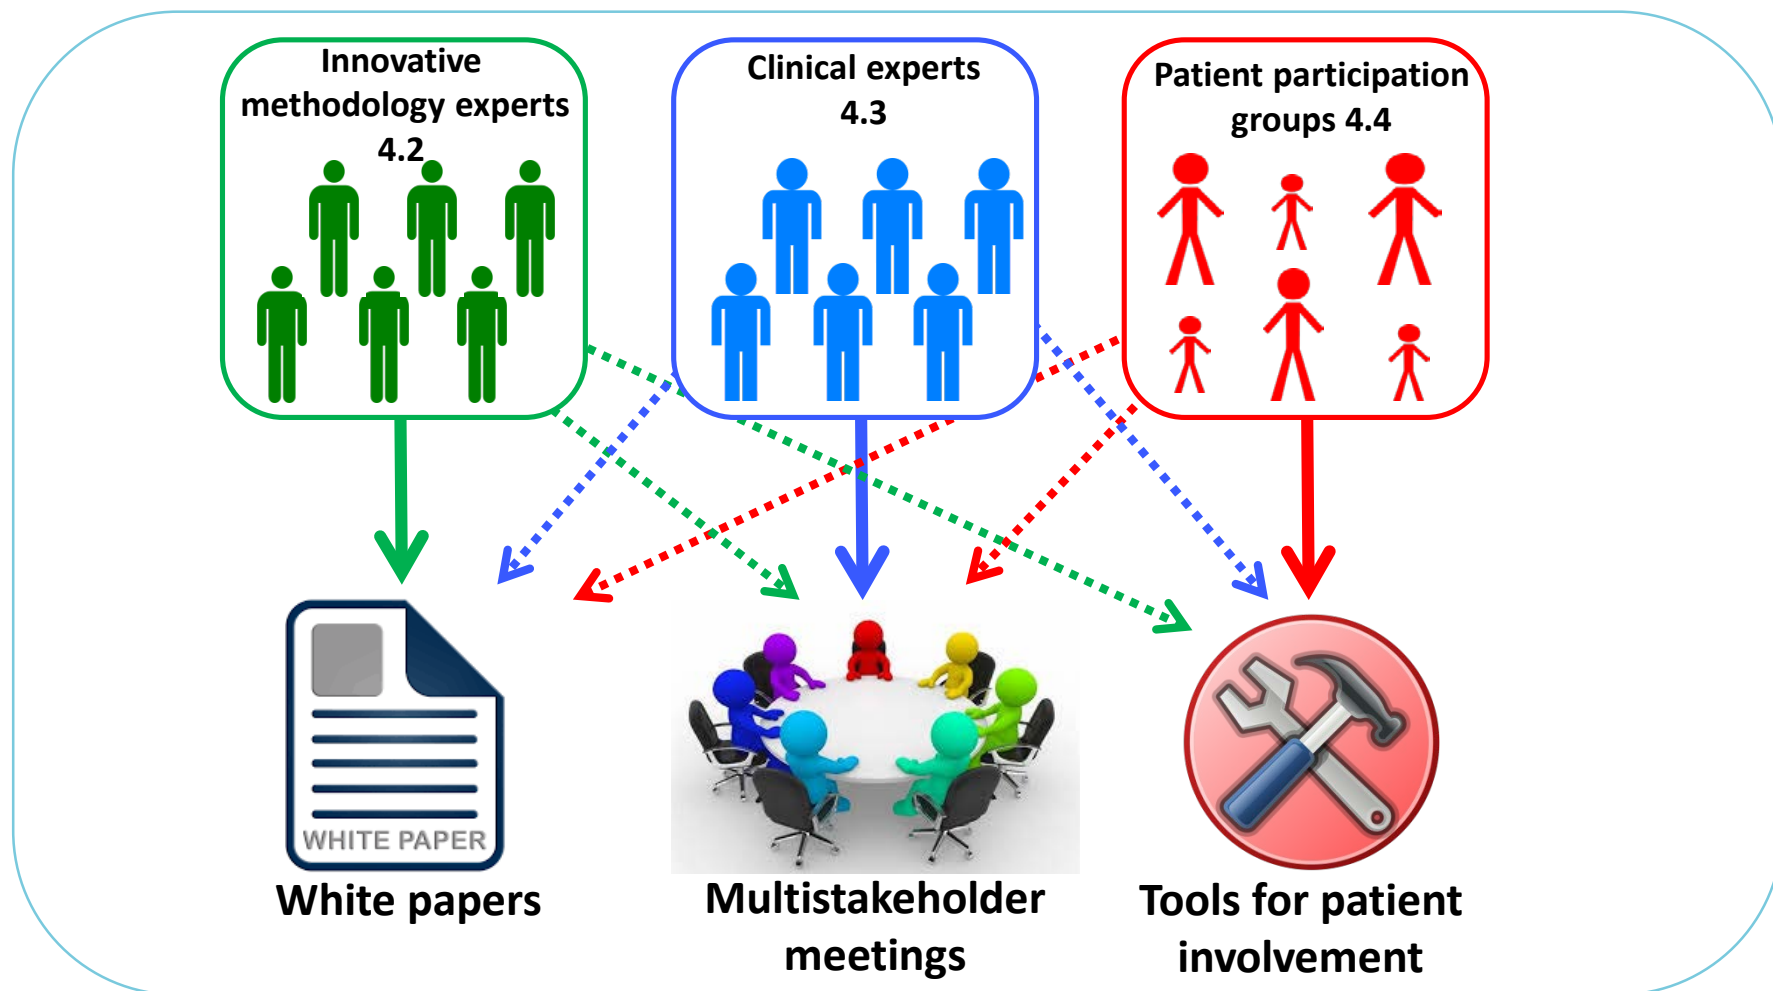 Innovative
methodology experts
4.2
Clinical experts
4.3
Patient participation
groups 4.4
WHITE PAPER
White papers
Multistakeholder
meetings
Tools for patient
involvement